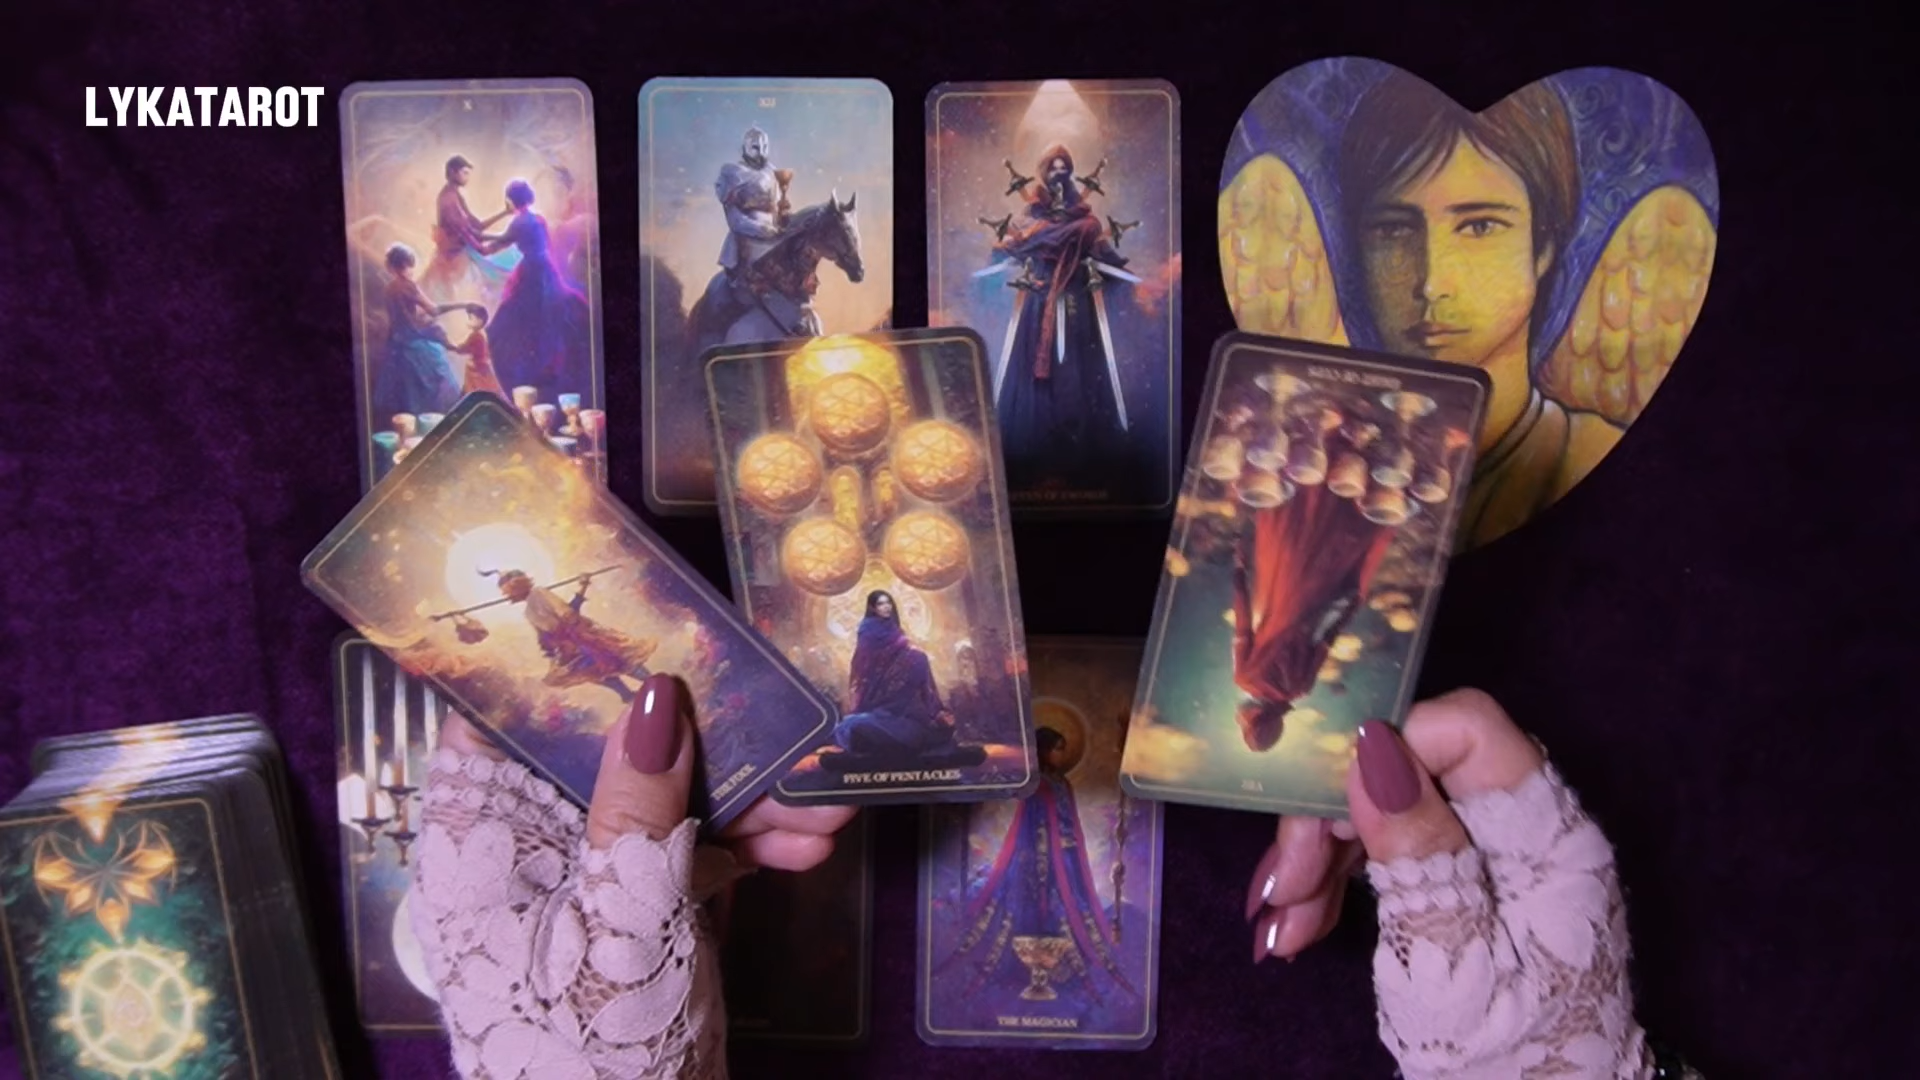 LYKATAROT
X
XII
THE FOOL
FIVE OF PENTACLES
THE MAGICIAN